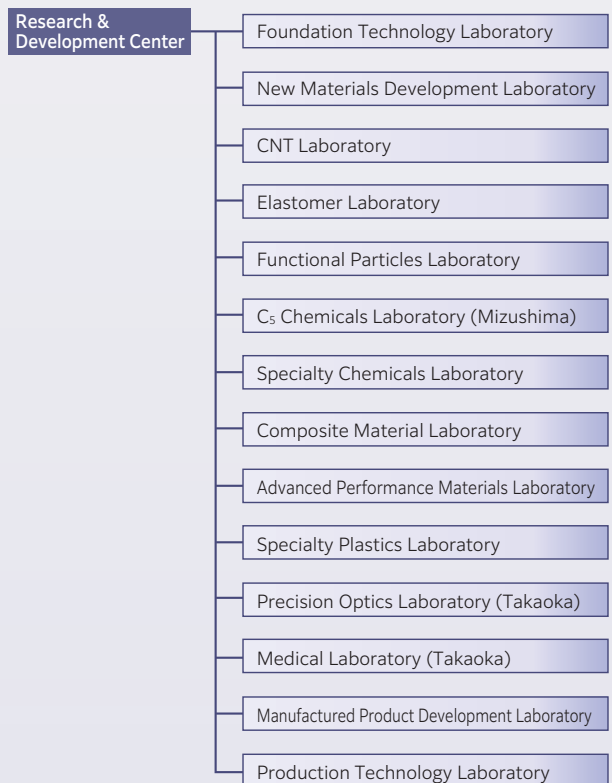 Research &
Development Center
Foundation Technology Laboratory
New Materials Development Laboratory
CNT Laboratory
Elastomer Laboratory
Functional Particles Laboratory
C₅ Chemicals Laboratory (Mizushima)
Specialty Chemicals Laboratory
Composite Material Laboratory
Advanced Performance Materials Laboratory
Specialty Plastics Laboratory
Precision Optics Laboratory (Takaoka)
Medical Laboratory (Takaoka)
Manufactured Product Development Laboratory
Production Technology Laboratory